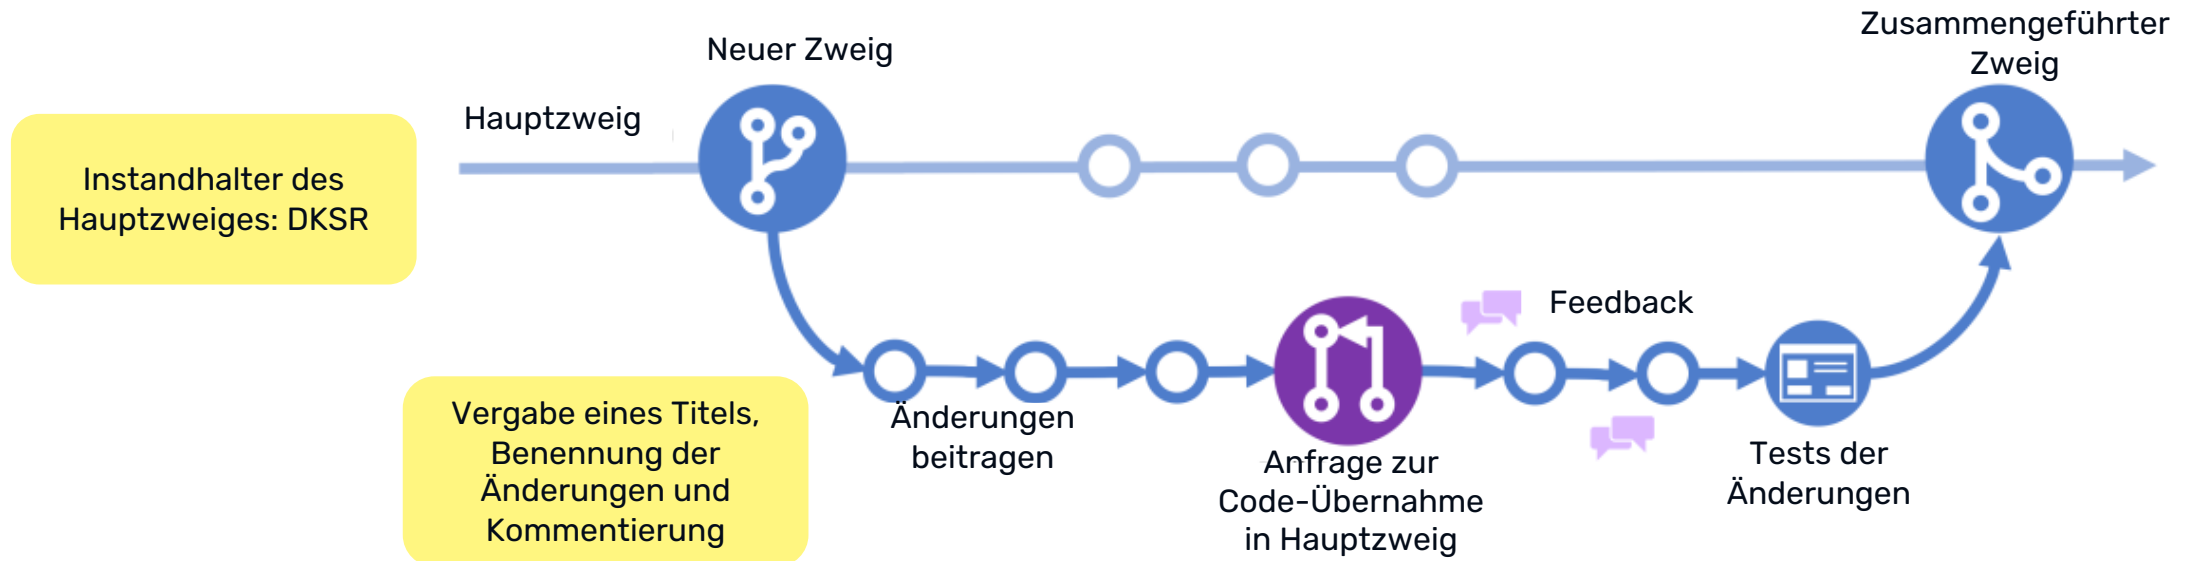 Neuer Zweig
Zusammengeführter
Zweig
Hauptzweig
Instandhalter des
Hauptzweiges: DKSR
Feedback
Vergabe eines Titels,
Benennung der
Änderungen und
Kommentierung
Änderungen
beitragen
Anfrage zur
Code-Übernahme
in Hauptzweig
Tests der
Änderungen